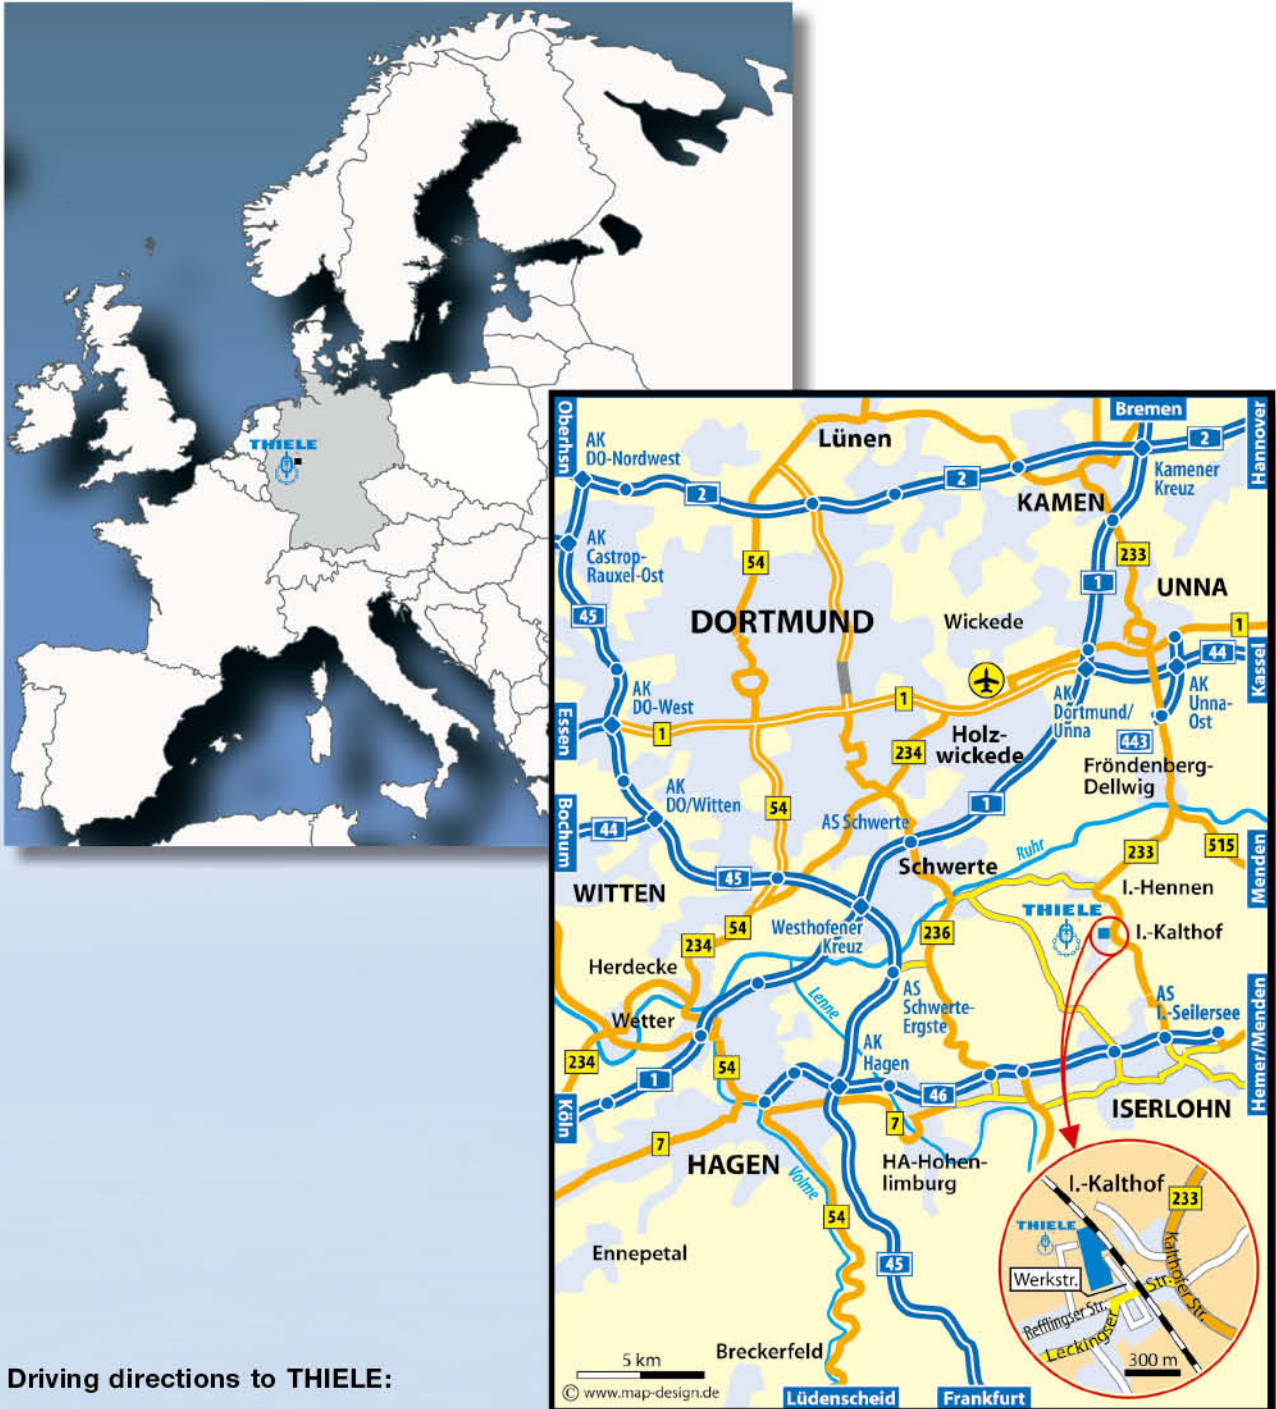 THIELE
Oberhsn
Bremen
Hannover
Lünen
2
AK
DO-Nordwest
2
2
Kamener
Kreuz
KAMEN
AK
Castrop-
Rauxel-Ost
54
233
1
UNNA
45
DORTMUND
Wickede
1
44
Kassel
AK
DO-West
Essen
1
1
AK
Dortmund/
Unna
AK
Unna-
Ost
Holz-
wickede
234
443
Fröndenberg-
Dellwig
AK
DO/Witten
Bochum
44
54
1
AS Schwerte
Ruhr
233
515
Menden
Schwerte
45
WITTEN
I.-Hennen
THIELE
I.-Kalthof
54
Westhofener
Kreuz
236
234
Herdecke
Lenne
AS
Schwerte-
Ergste
AS
I.-Seilersee
Hemer/Menden
Wetter
234
54
AK
Hagen
1
46
Köln
ISERLOHN
7
7
HAGEN
HA-Hohen-
limburg
Volme
54
I.-Kalthof
233
THIELE
Kalthofer Str.
Werkstr.
Refflingser Str.
Leckingser Str.
300 m
Ennepetal
45
Breckerfeld
5 km
© www.map-design.de
Lüdenscheid
Frankfurt
Driving directions to THIELE: